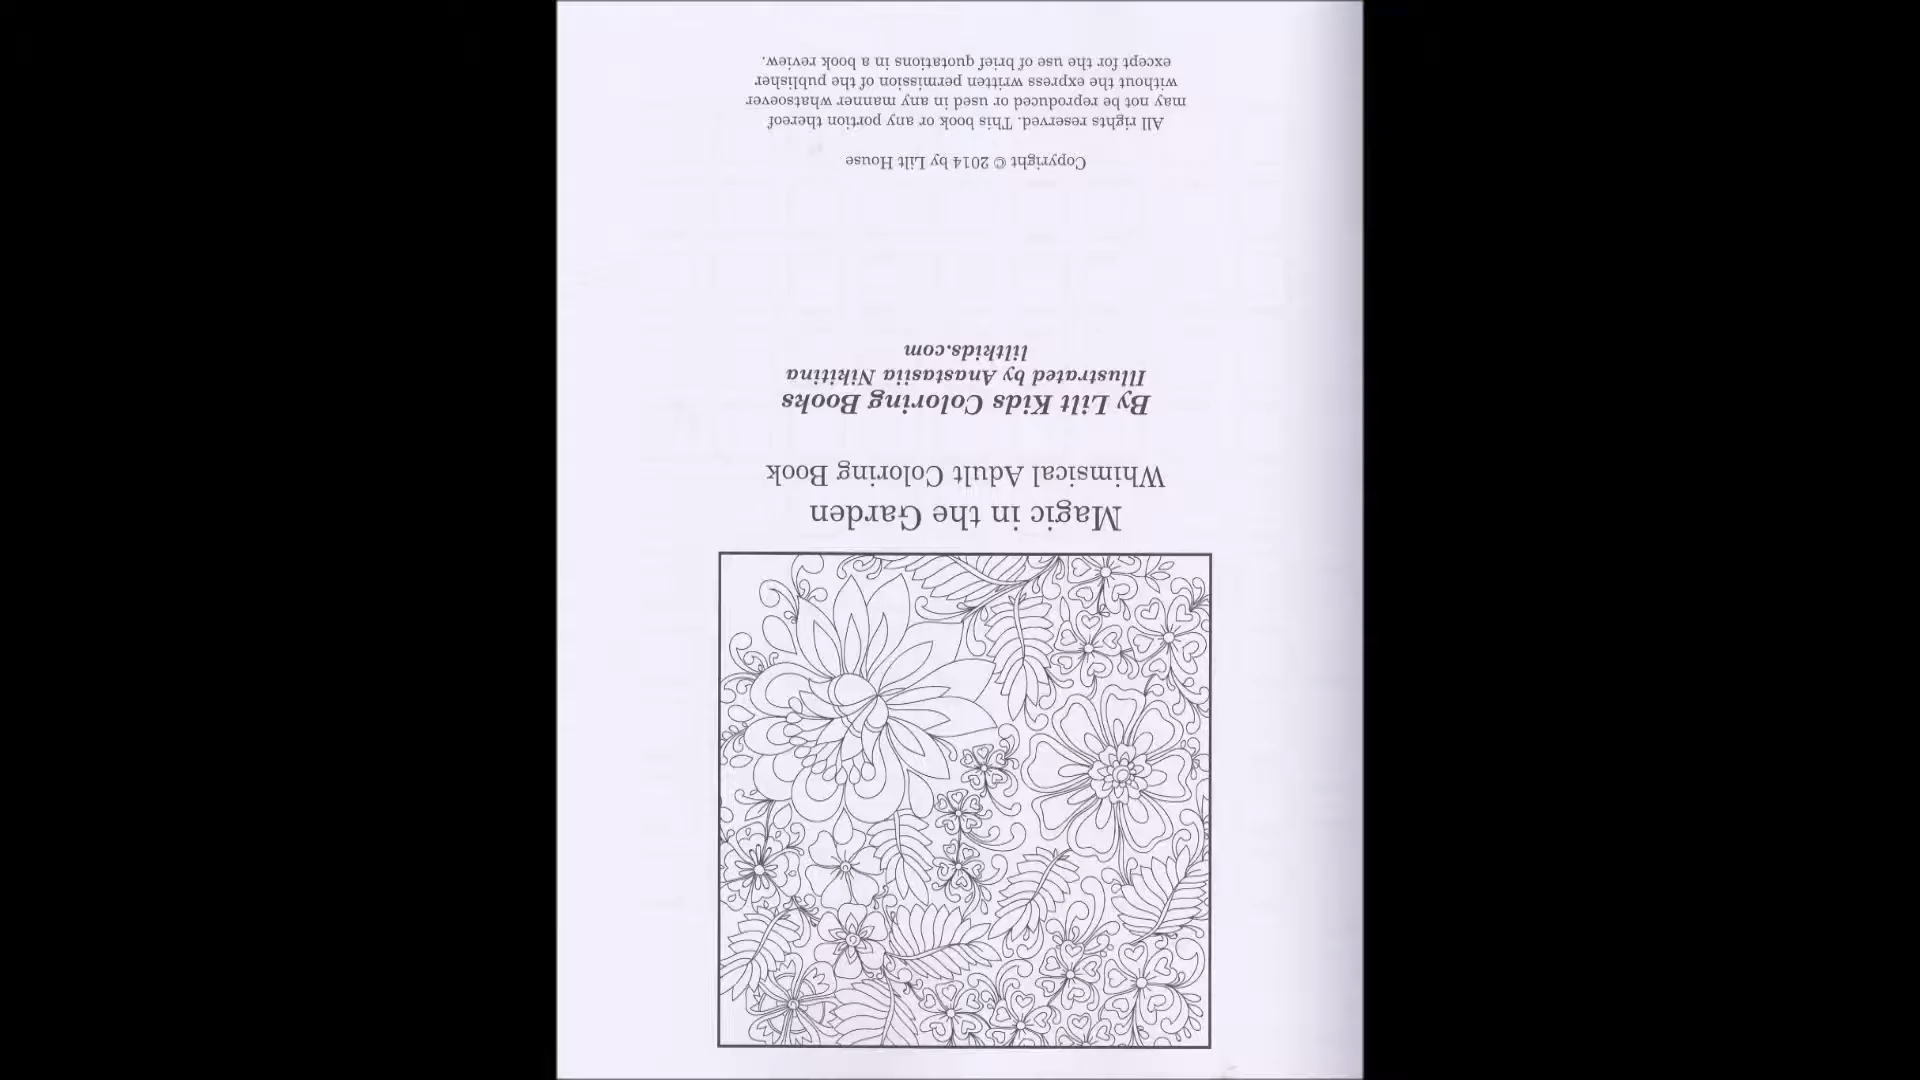 Magic in the Garden
Whimsical Adult Coloring Book
By Lilt Kids Coloring Books
Illustrated by Anastasiia Nikitina
liltkids.com
Copyright © 2014 by Lilt House
All rights reserved. This book or any portion thereof
may not be reproduced or used in any manner whatsoever
without the express written permission of the publisher
except for the use of brief quotations in a book review.